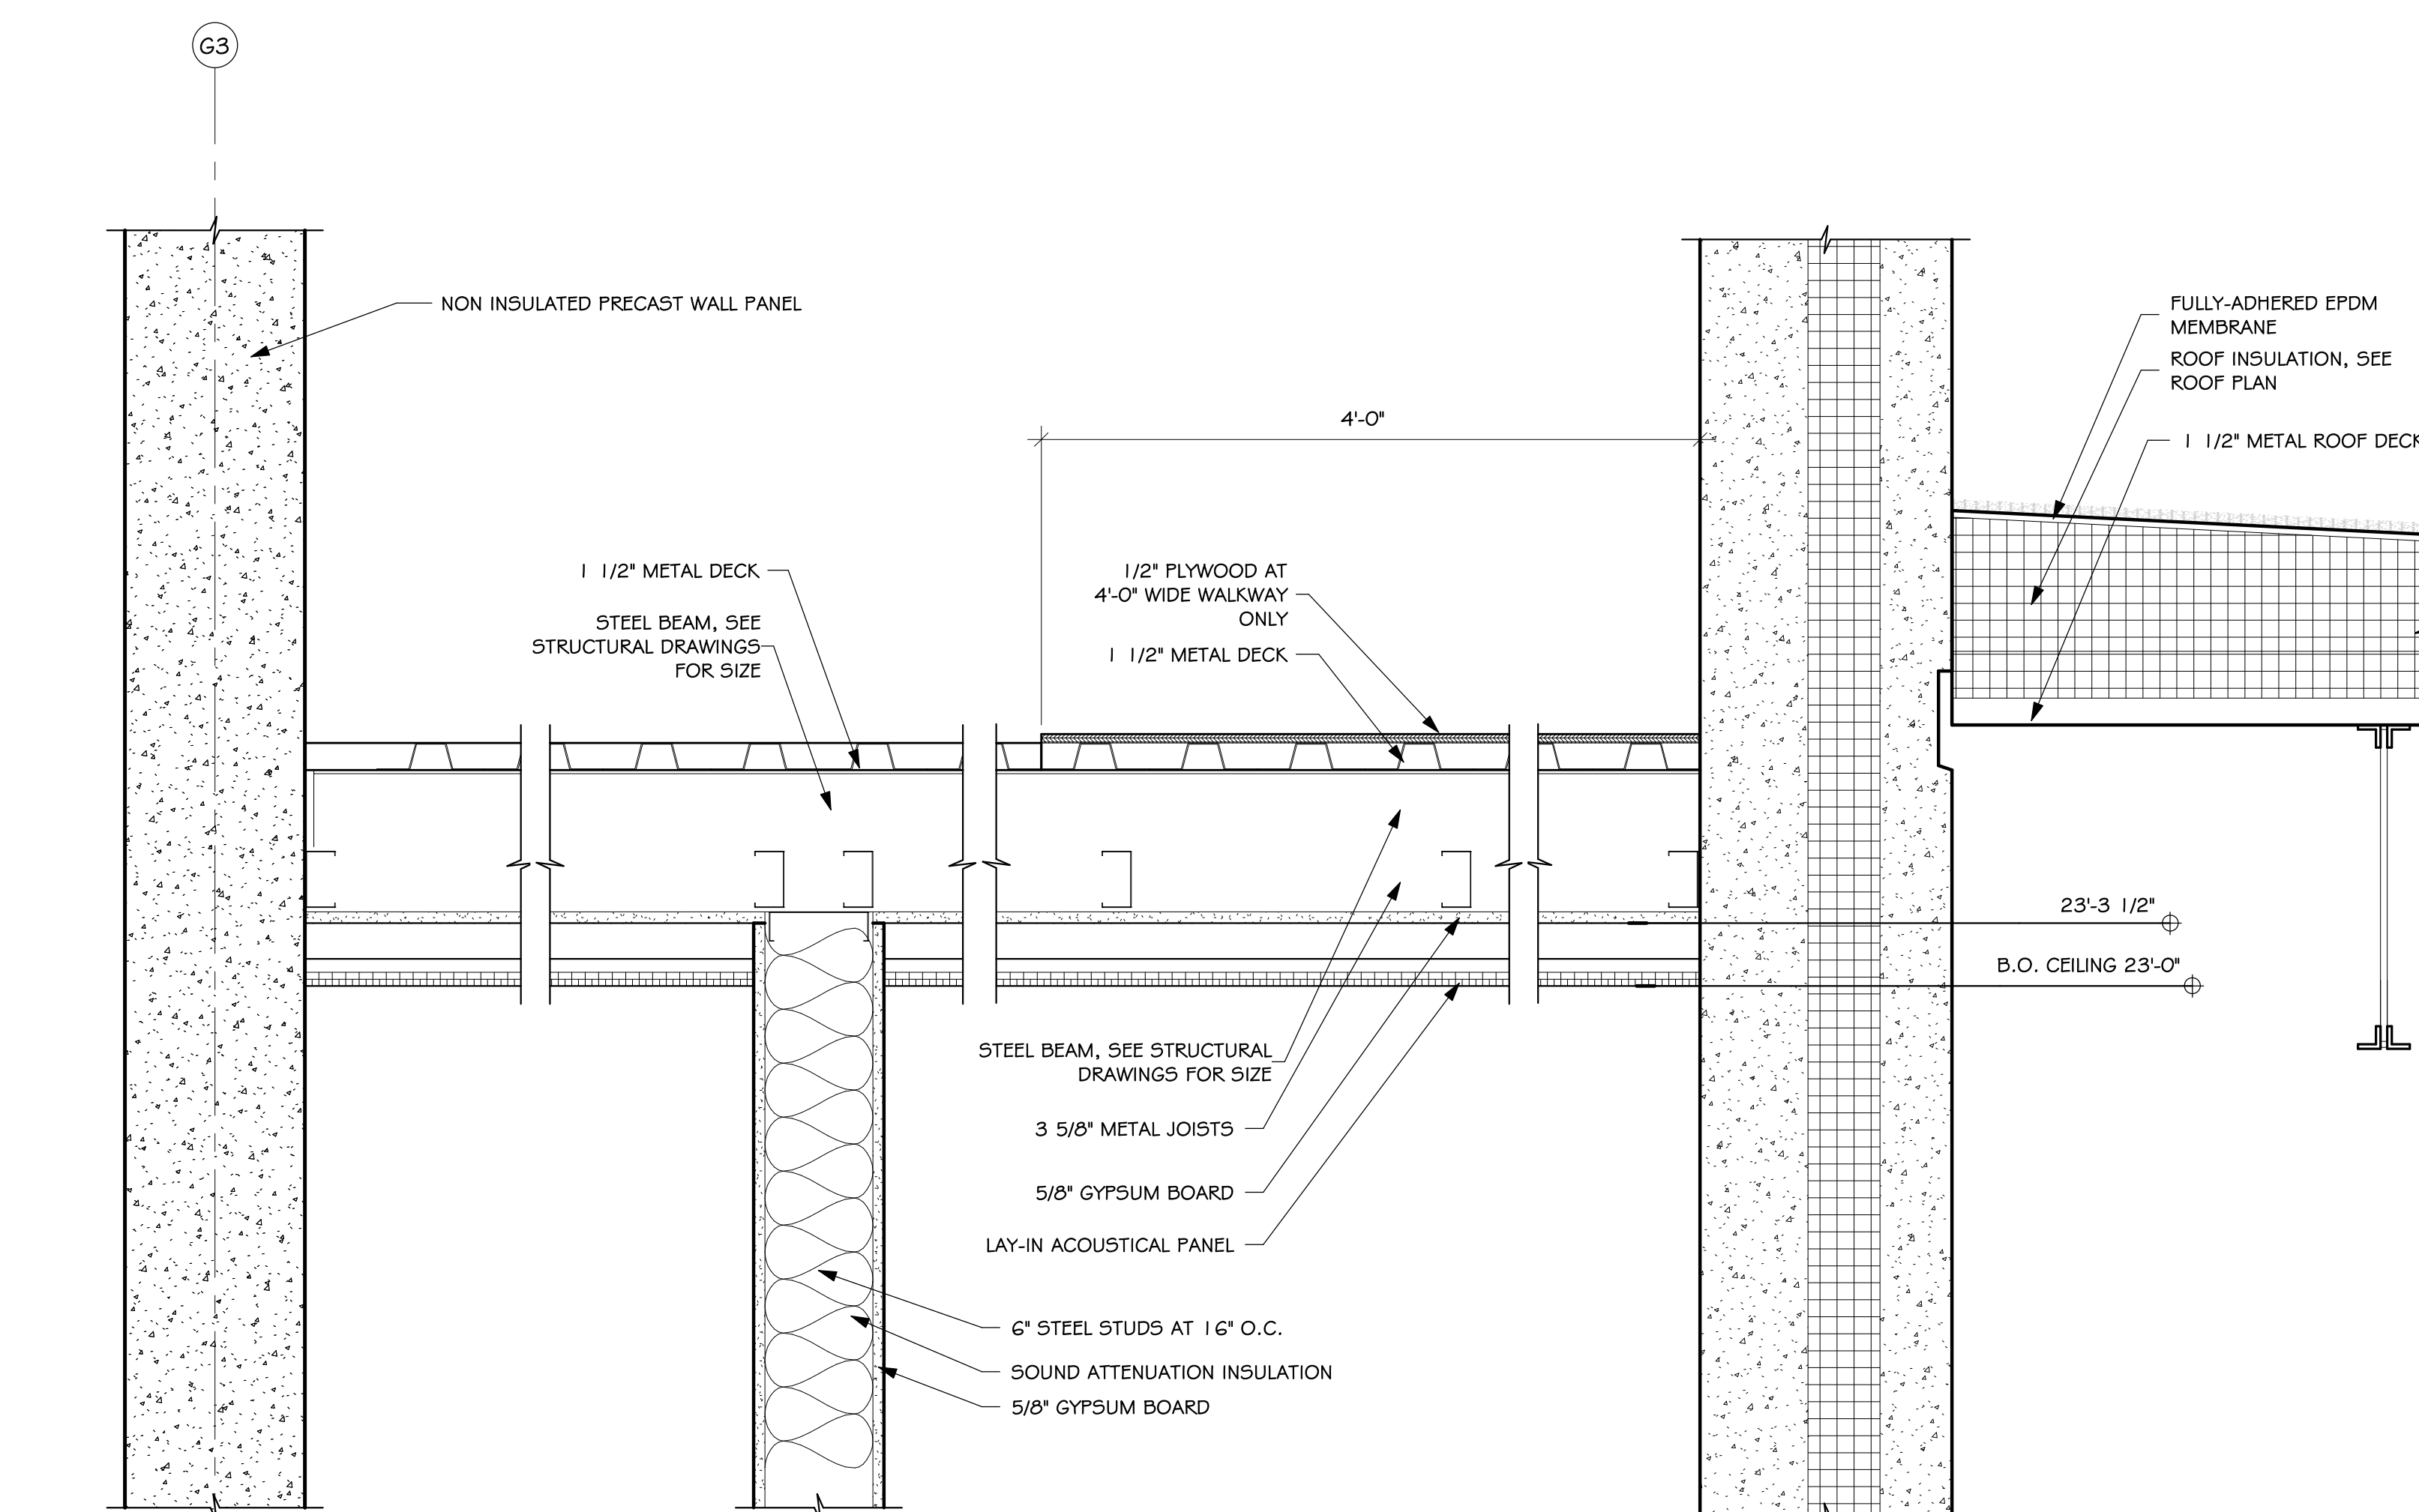 G3
NON INSULATED PRECAST WALL PANEL
FULLY-ADHERED EPDM
MEMBRANE
ROOF INSULATION, SEE
ROOF PLAN
4'-0"
1 1/2" METAL ROOF DECK
1 1/2" METAL DECK
STEEL BEAM, SEE
STRUCTURAL DRAWINGS
FOR SIZE
1/2" PLYWOOD AT
4'-0" WIDE WALKWAY
ONLY
1 1/2" METAL DECK
23'-3 1/2"
B.O. CEILING 23'-0"
STEEL BEAM, SEE STRUCTURAL
DRAWINGS FOR SIZE
3 5/8" METAL JOISTS
5/8" GYPSUM BOARD
LAY-IN ACOUSTICAL PANEL
6" STEEL STUDS AT 16" O.C.
SOUND ATTENUATION INSULATION
5/8" GYPSUM BOARD